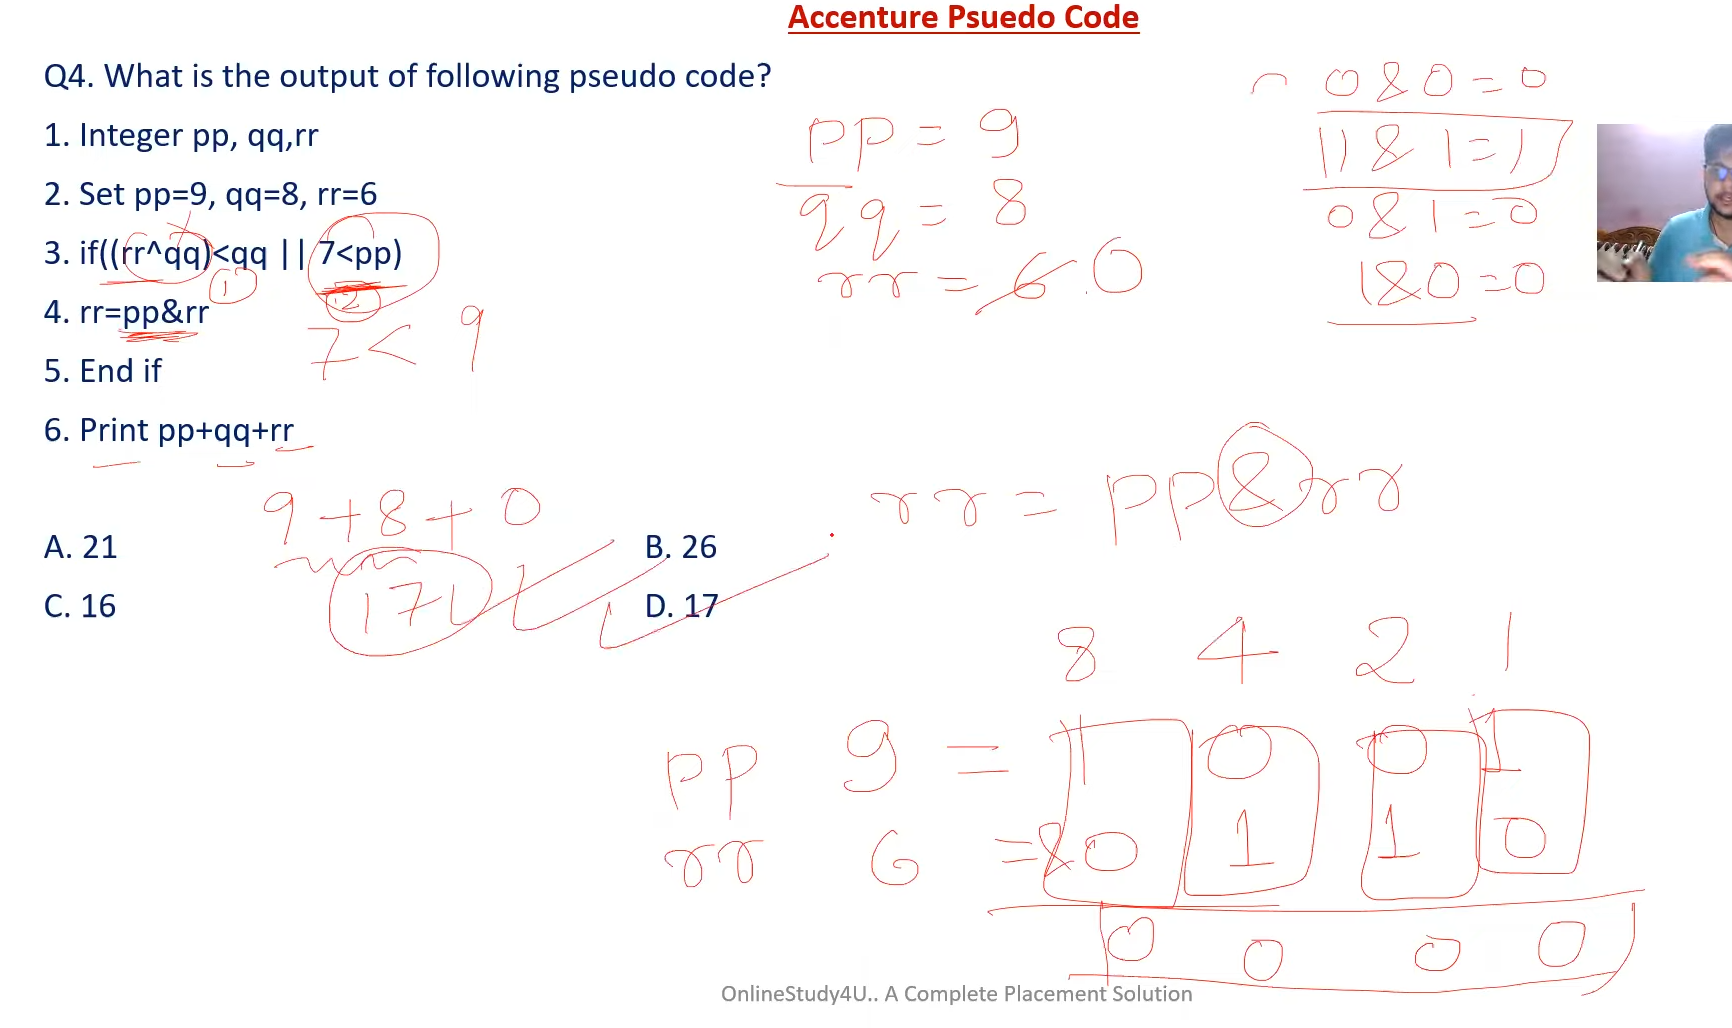 Accenture Psuedo Code
Q4. What is the output of following pseudo code?
1. Integer pp, qq,rr
2. Set pp=9, qq=8, rr=6
3. if((rr^qq)<qq || 7<pp)
4. rr=pp&rr
5. End if
6. Print pp+qq+rr
A. 21
B. 26
C. 16
D. 17
1
2
7 < 9
9 + 8 + 0
17
pp = 9
qq = 8
rr = 6 0
0 & 0 = 0
1 & 1 = 1
0 & 1 = 0
1 & 0 = 0
rr = pp & rr
8 4 2 1
pp 9 = 1 0 0 1
rr 6 = & 0 1 1 0
0 0 0 0
OnlineStudy4U.. A Complete Placement Solution